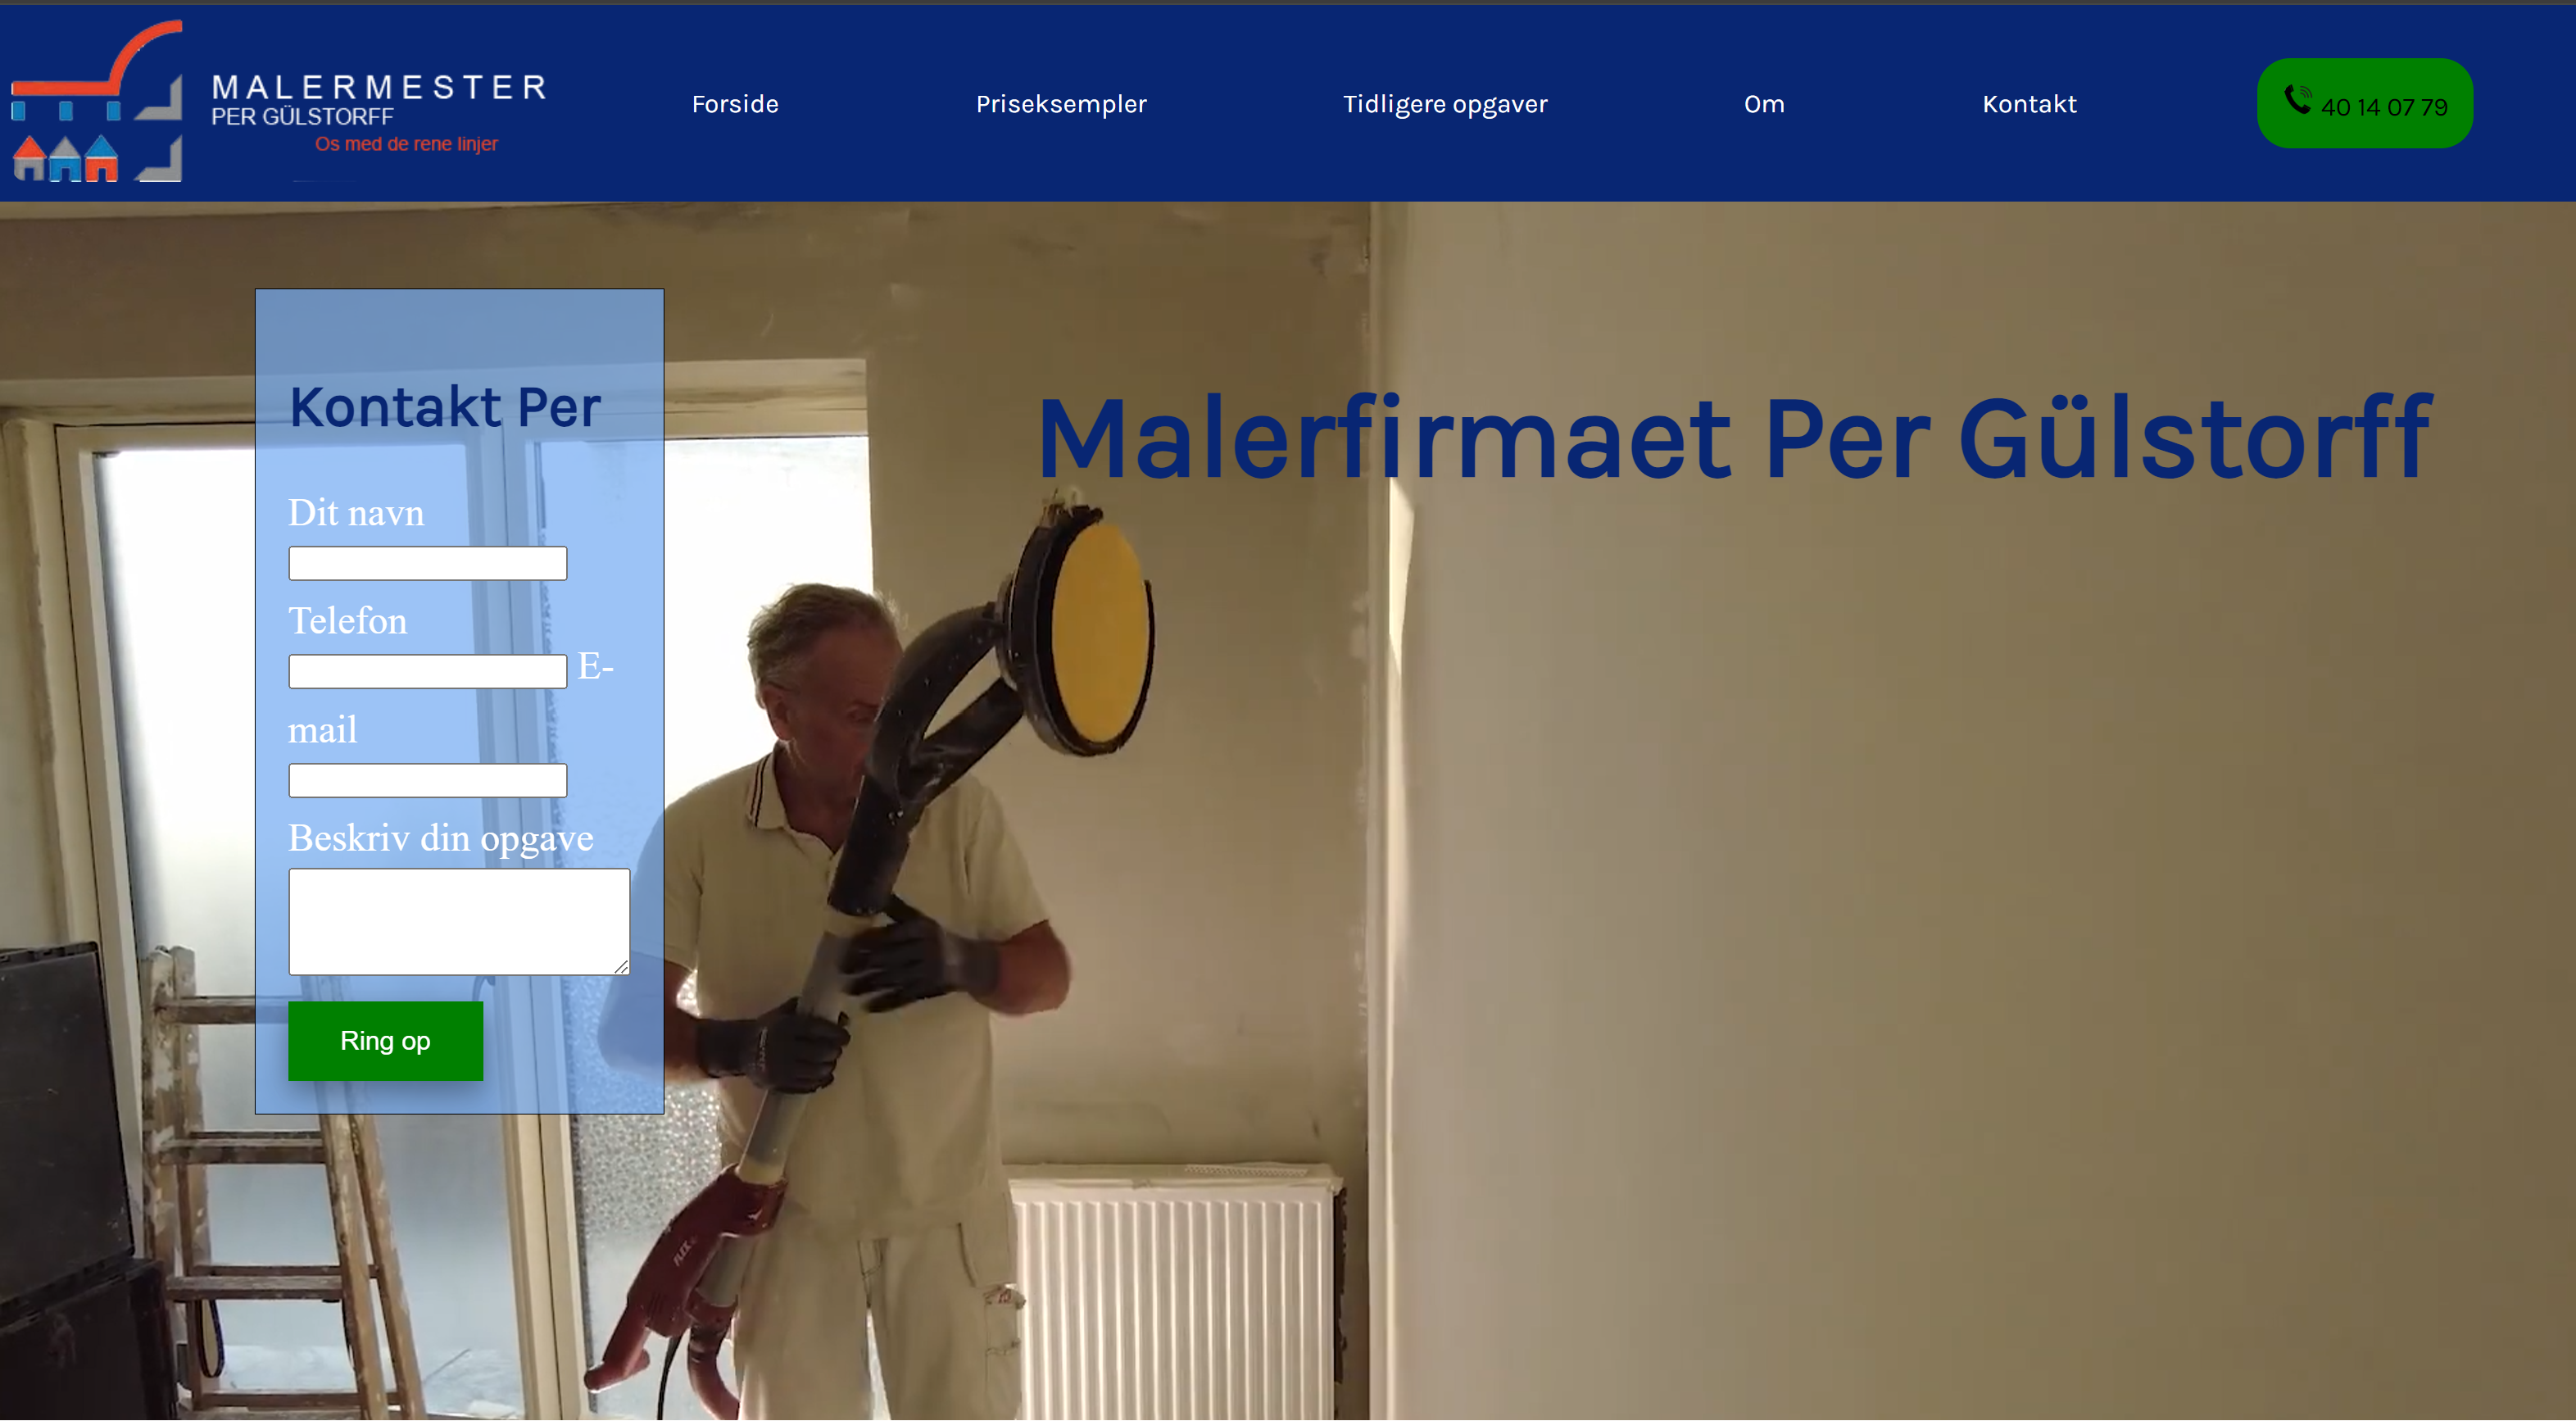 MALERMESTER
PER GÜLSTORFF
Os med de rene linjer
Forside
Priseksempler
Tidligere opgaver
Om
Kontakt
40 14 07 79
Kontakt Per
Malerfirmaet Per Gülstorff
Dit navn
Telefon
E-
mail
Beskriv din opgave
Ring op
FLEX